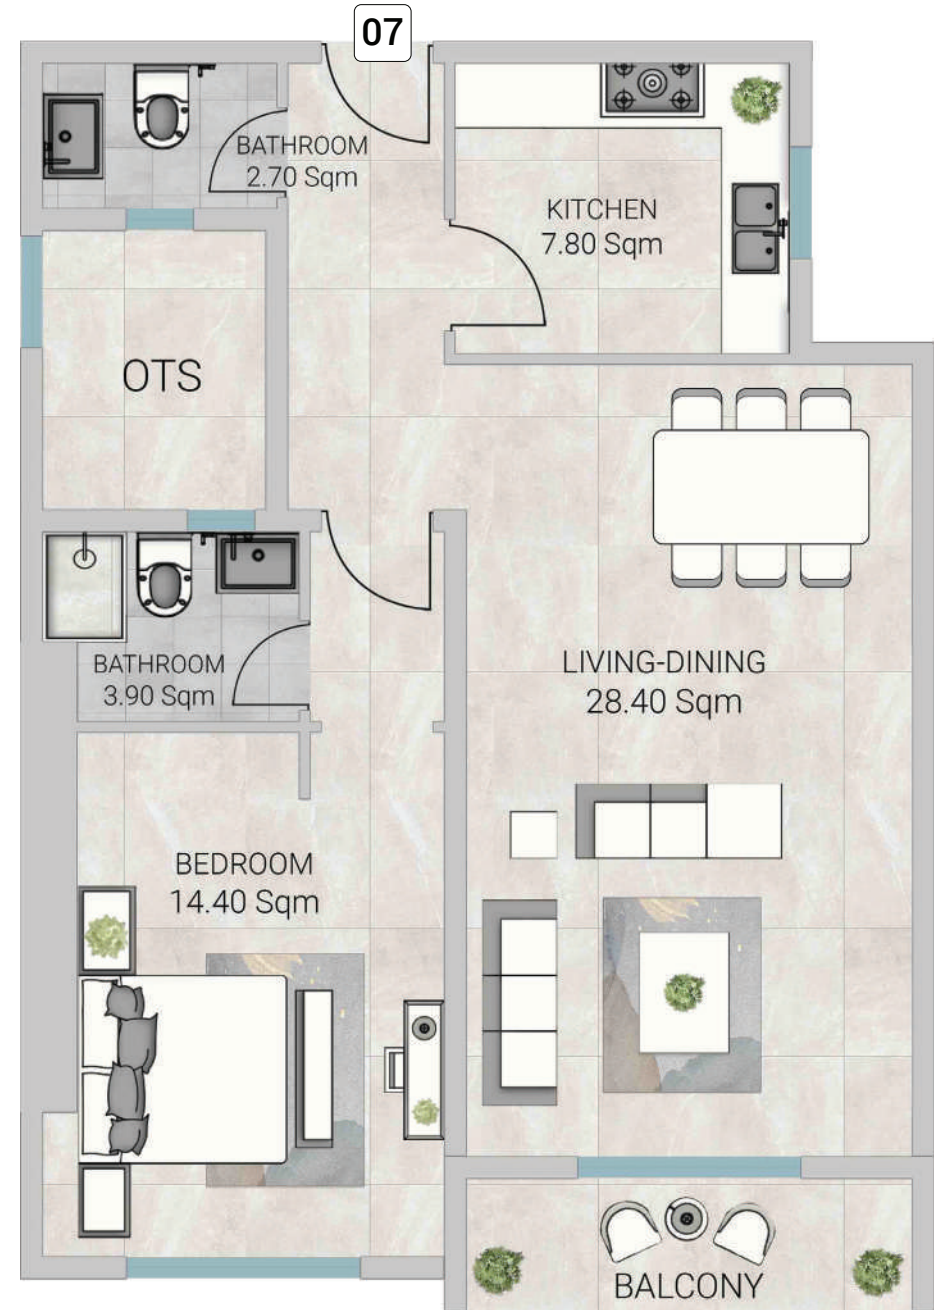 07
BATHROOM
2.70 Sqm
KITCHEN
7.80 Sqm
OTS
BATHROOM
3.90 Sqm
LIVING-DINING
28.40 Sqm
BEDROOM
14.40 Sqm
BALCONY